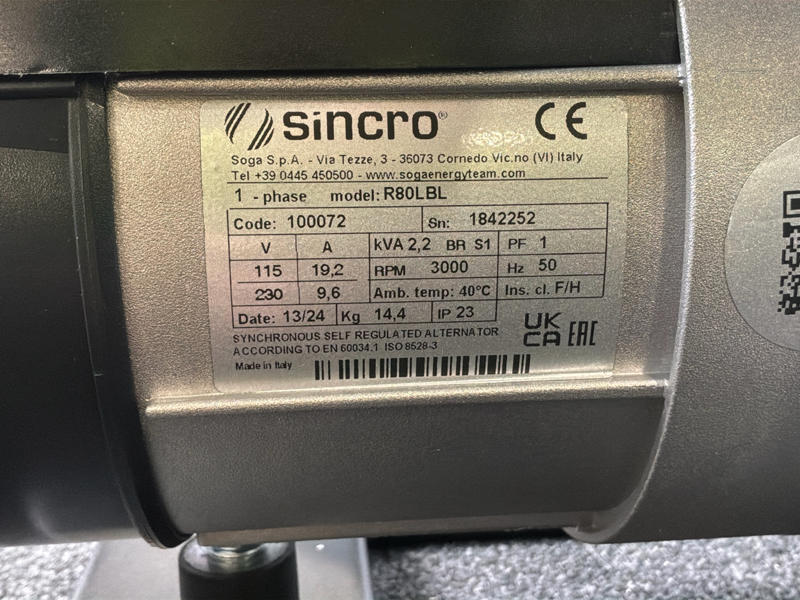 sincro®
CE
Soga S.p.A. - Via Tezze, 3 - 36073 Cornedo Vic.no (VI) Italy
Tel +39 0445 450500 - www.sogaenergyteam.com
1 - phase model: R80LBL
Code: 100072 Sn: 1842252
V A kVA 2,2 BR S1 PF 1
115 19,2 RPM 3000 Hz 50
230 9,6 Amb. temp: 40°C Ins. cl. F/H
Date: 13/24 Kg 14,4 IP 23
SYNCHRONOUS SELF REGULATED ALTERNATOR
ACCORDING TO EN 60034.1 ISO 8528-3
UK
CA EAC
Made in Italy